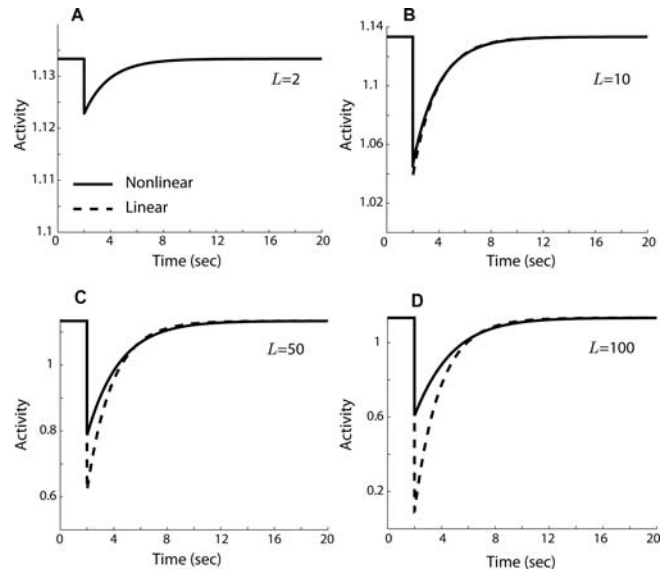 A
1.13
1.12
1.11
1.1
Activity
L=2
Nonlinear
Linear
0 4 8 12 16 20
Time (sec)
B
1.14
1.1
1.06
1.02
Activity
L=10
0 4 8 12 16 20
Time (sec)
C
1
0.8
0.6
Activity
L=50
0 4 8 12 16 20
Time (sec)
D
1
0.6
0.2
Activity
L=100
0 4 8 12 16 20
Time (sec)